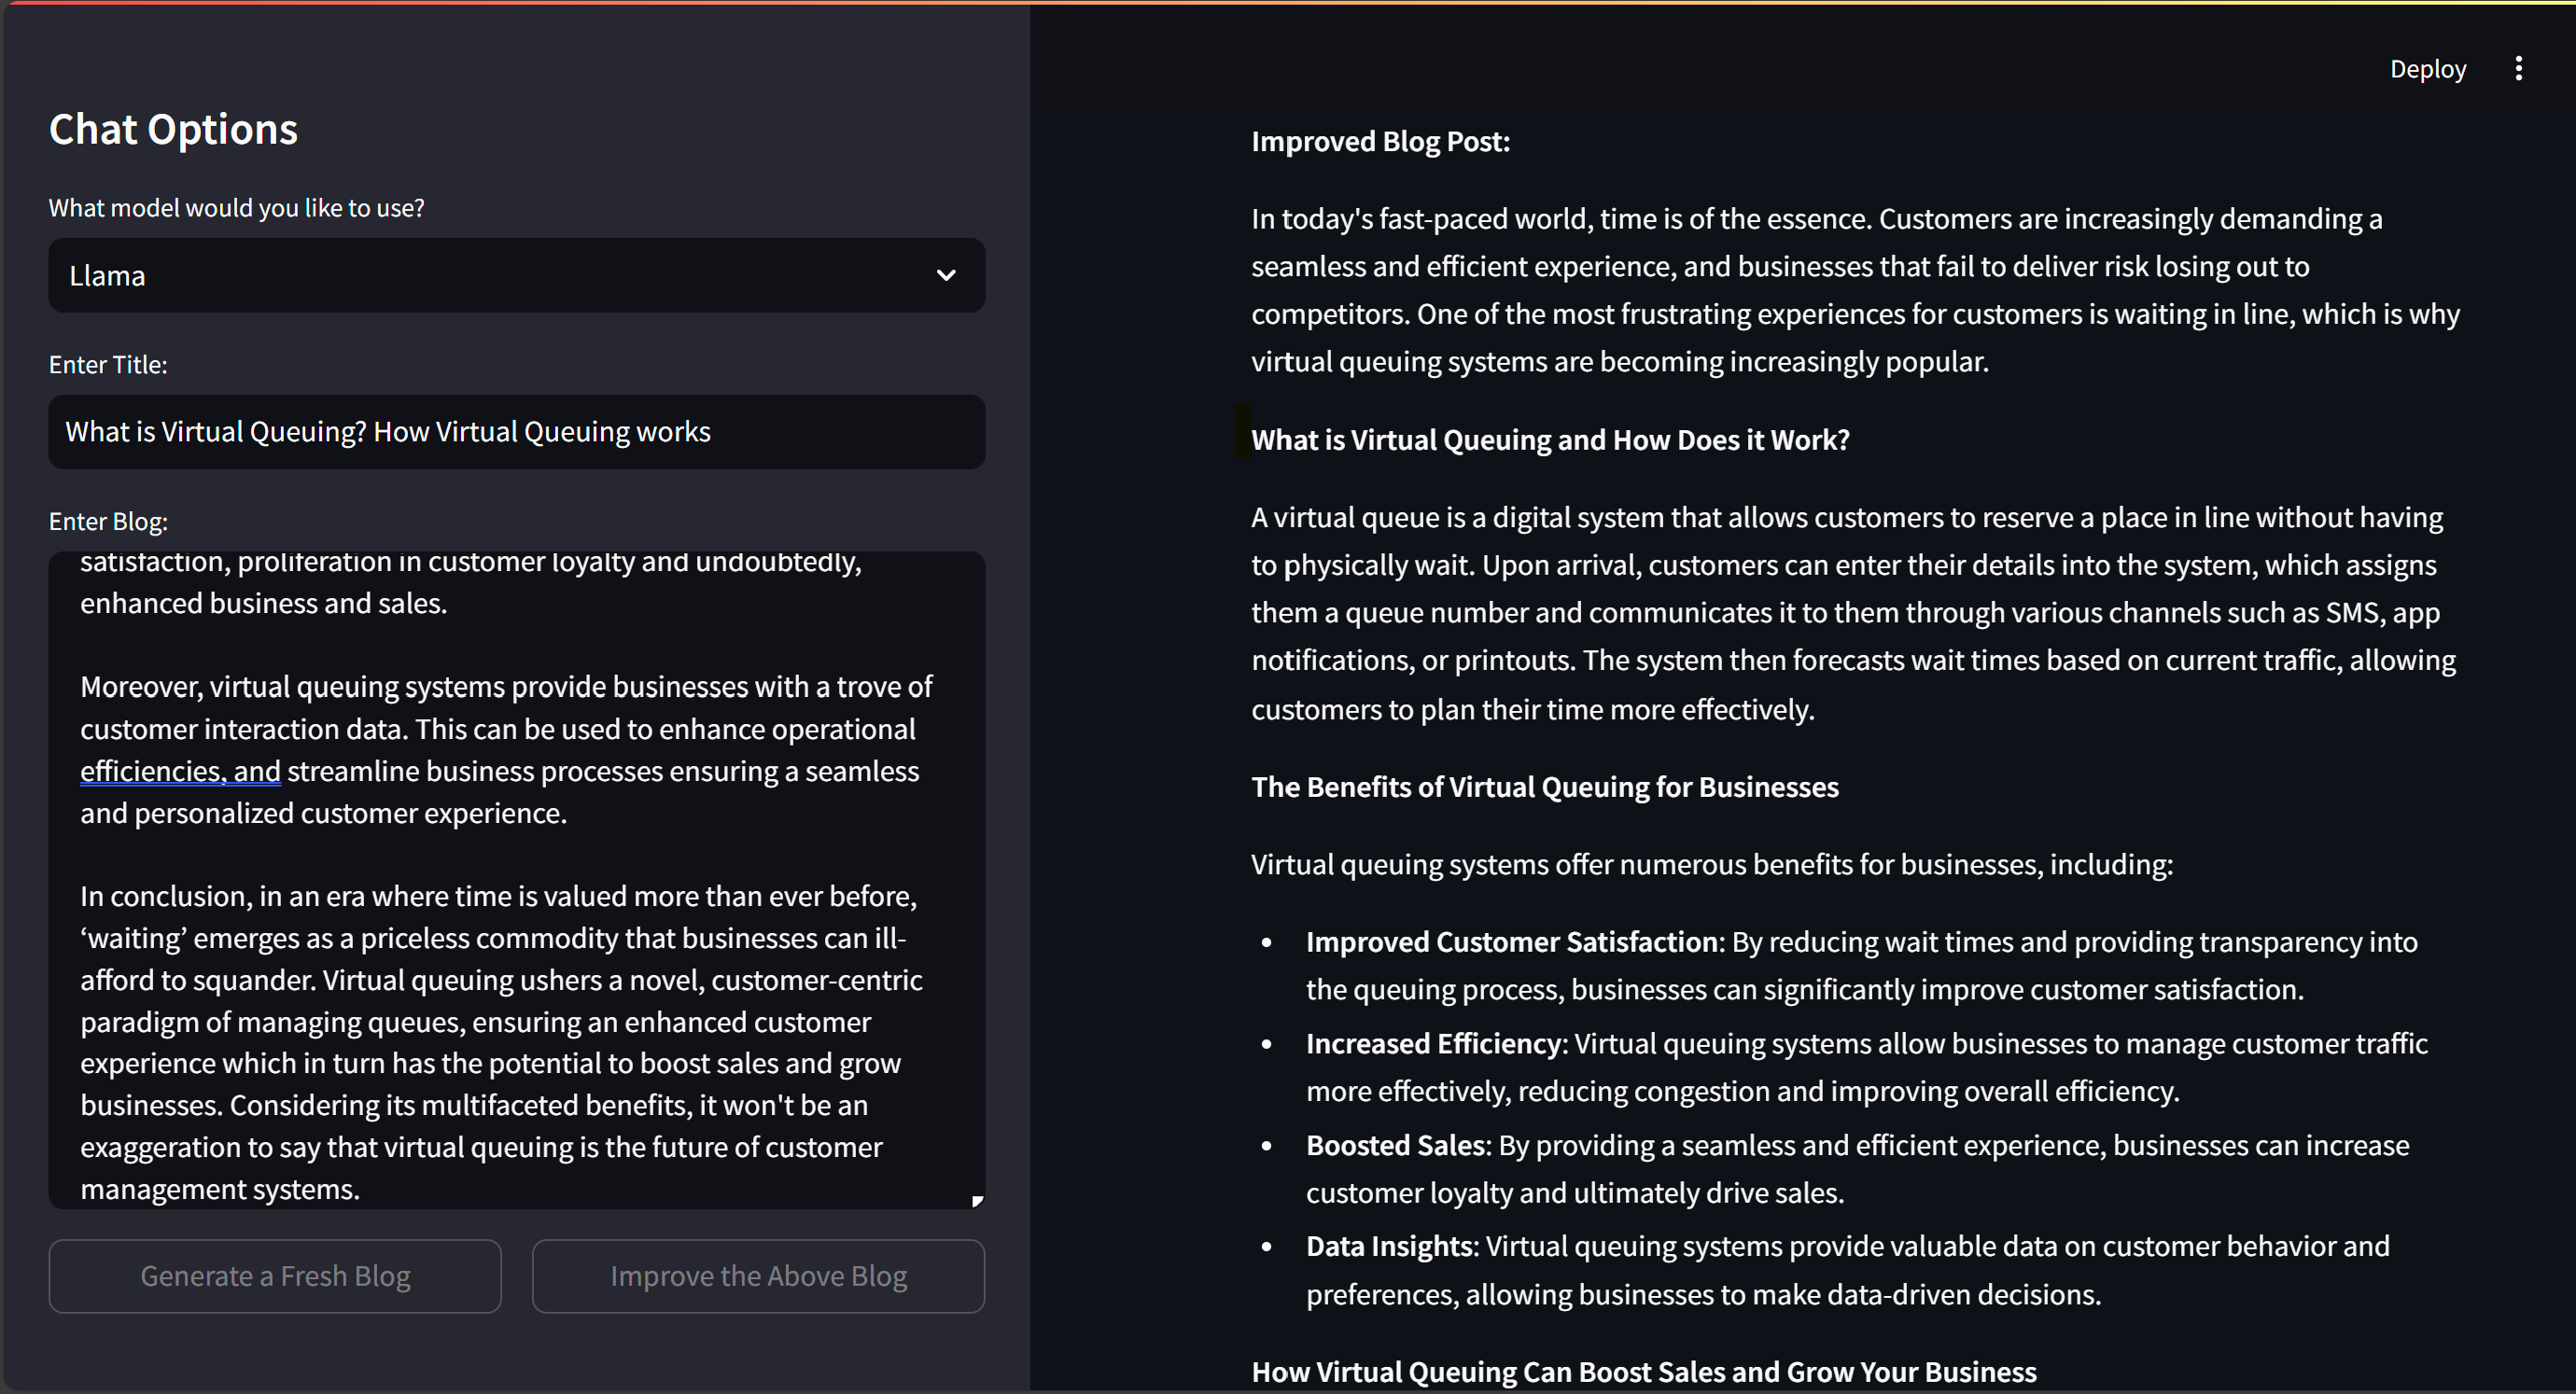 Chat Options
What model would you like to use?
Llama
Enter Title:
What is Virtual Queuing? How Virtual Queuing works
Enter Blog:
satisfaction, proliferation in customer loyalty and undoubtedly,
enhanced business and sales.
Moreover, virtual queuing systems provide businesses with a trove of
customer interaction data. This can be used to enhance operational
efficiencies, and streamline business processes ensuring a seamless
and personalized customer experience.
In conclusion, in an era where time is valued more than ever before,
‘waiting’ emerges as a priceless commodity that businesses can ill-
afford to squander. Virtual queuing ushers a novel, customer-centric
paradigm of managing queues, ensuring an enhanced customer
experience which in turn has the potential to boost sales and grow
businesses. Considering its multifaceted benefits, it won't be an
exaggeration to say that virtual queuing is the future of customer
management systems.
Generate a Fresh Blog
Improve the Above Blog
Deploy
Improved Blog Post:
In today's fast-paced world, time is of the essence. Customers are increasingly demanding a
seamless and efficient experience, and businesses that fail to deliver risk losing out to
competitors. One of the most frustrating experiences for customers is waiting in line, which is why
virtual queuing systems are becoming increasingly popular.
What is Virtual Queuing and How Does it Work?
A virtual queue is a digital system that allows customers to reserve a place in line without having
to physically wait. Upon arrival, customers can enter their details into the system, which assigns
them a queue number and communicates it to them through various channels such as SMS, app
notifications, or printouts. The system then forecasts wait times based on current traffic, allowing
customers to plan their time more effectively.
The Benefits of Virtual Queuing for Businesses
Virtual queuing systems offer numerous benefits for businesses, including:
• Improved Customer Satisfaction: By reducing wait times and providing transparency into
the queuing process, businesses can significantly improve customer satisfaction.
• Increased Efficiency: Virtual queuing systems allow businesses to manage customer traffic
more effectively, reducing congestion and improving overall efficiency.
• Boosted Sales: By providing a seamless and efficient experience, businesses can increase
customer loyalty and ultimately drive sales.
• Data Insights: Virtual queuing systems provide valuable data on customer behavior and
preferences, allowing businesses to make data-driven decisions.
How Virtual Queuing Can Boost Sales and Grow Your Business